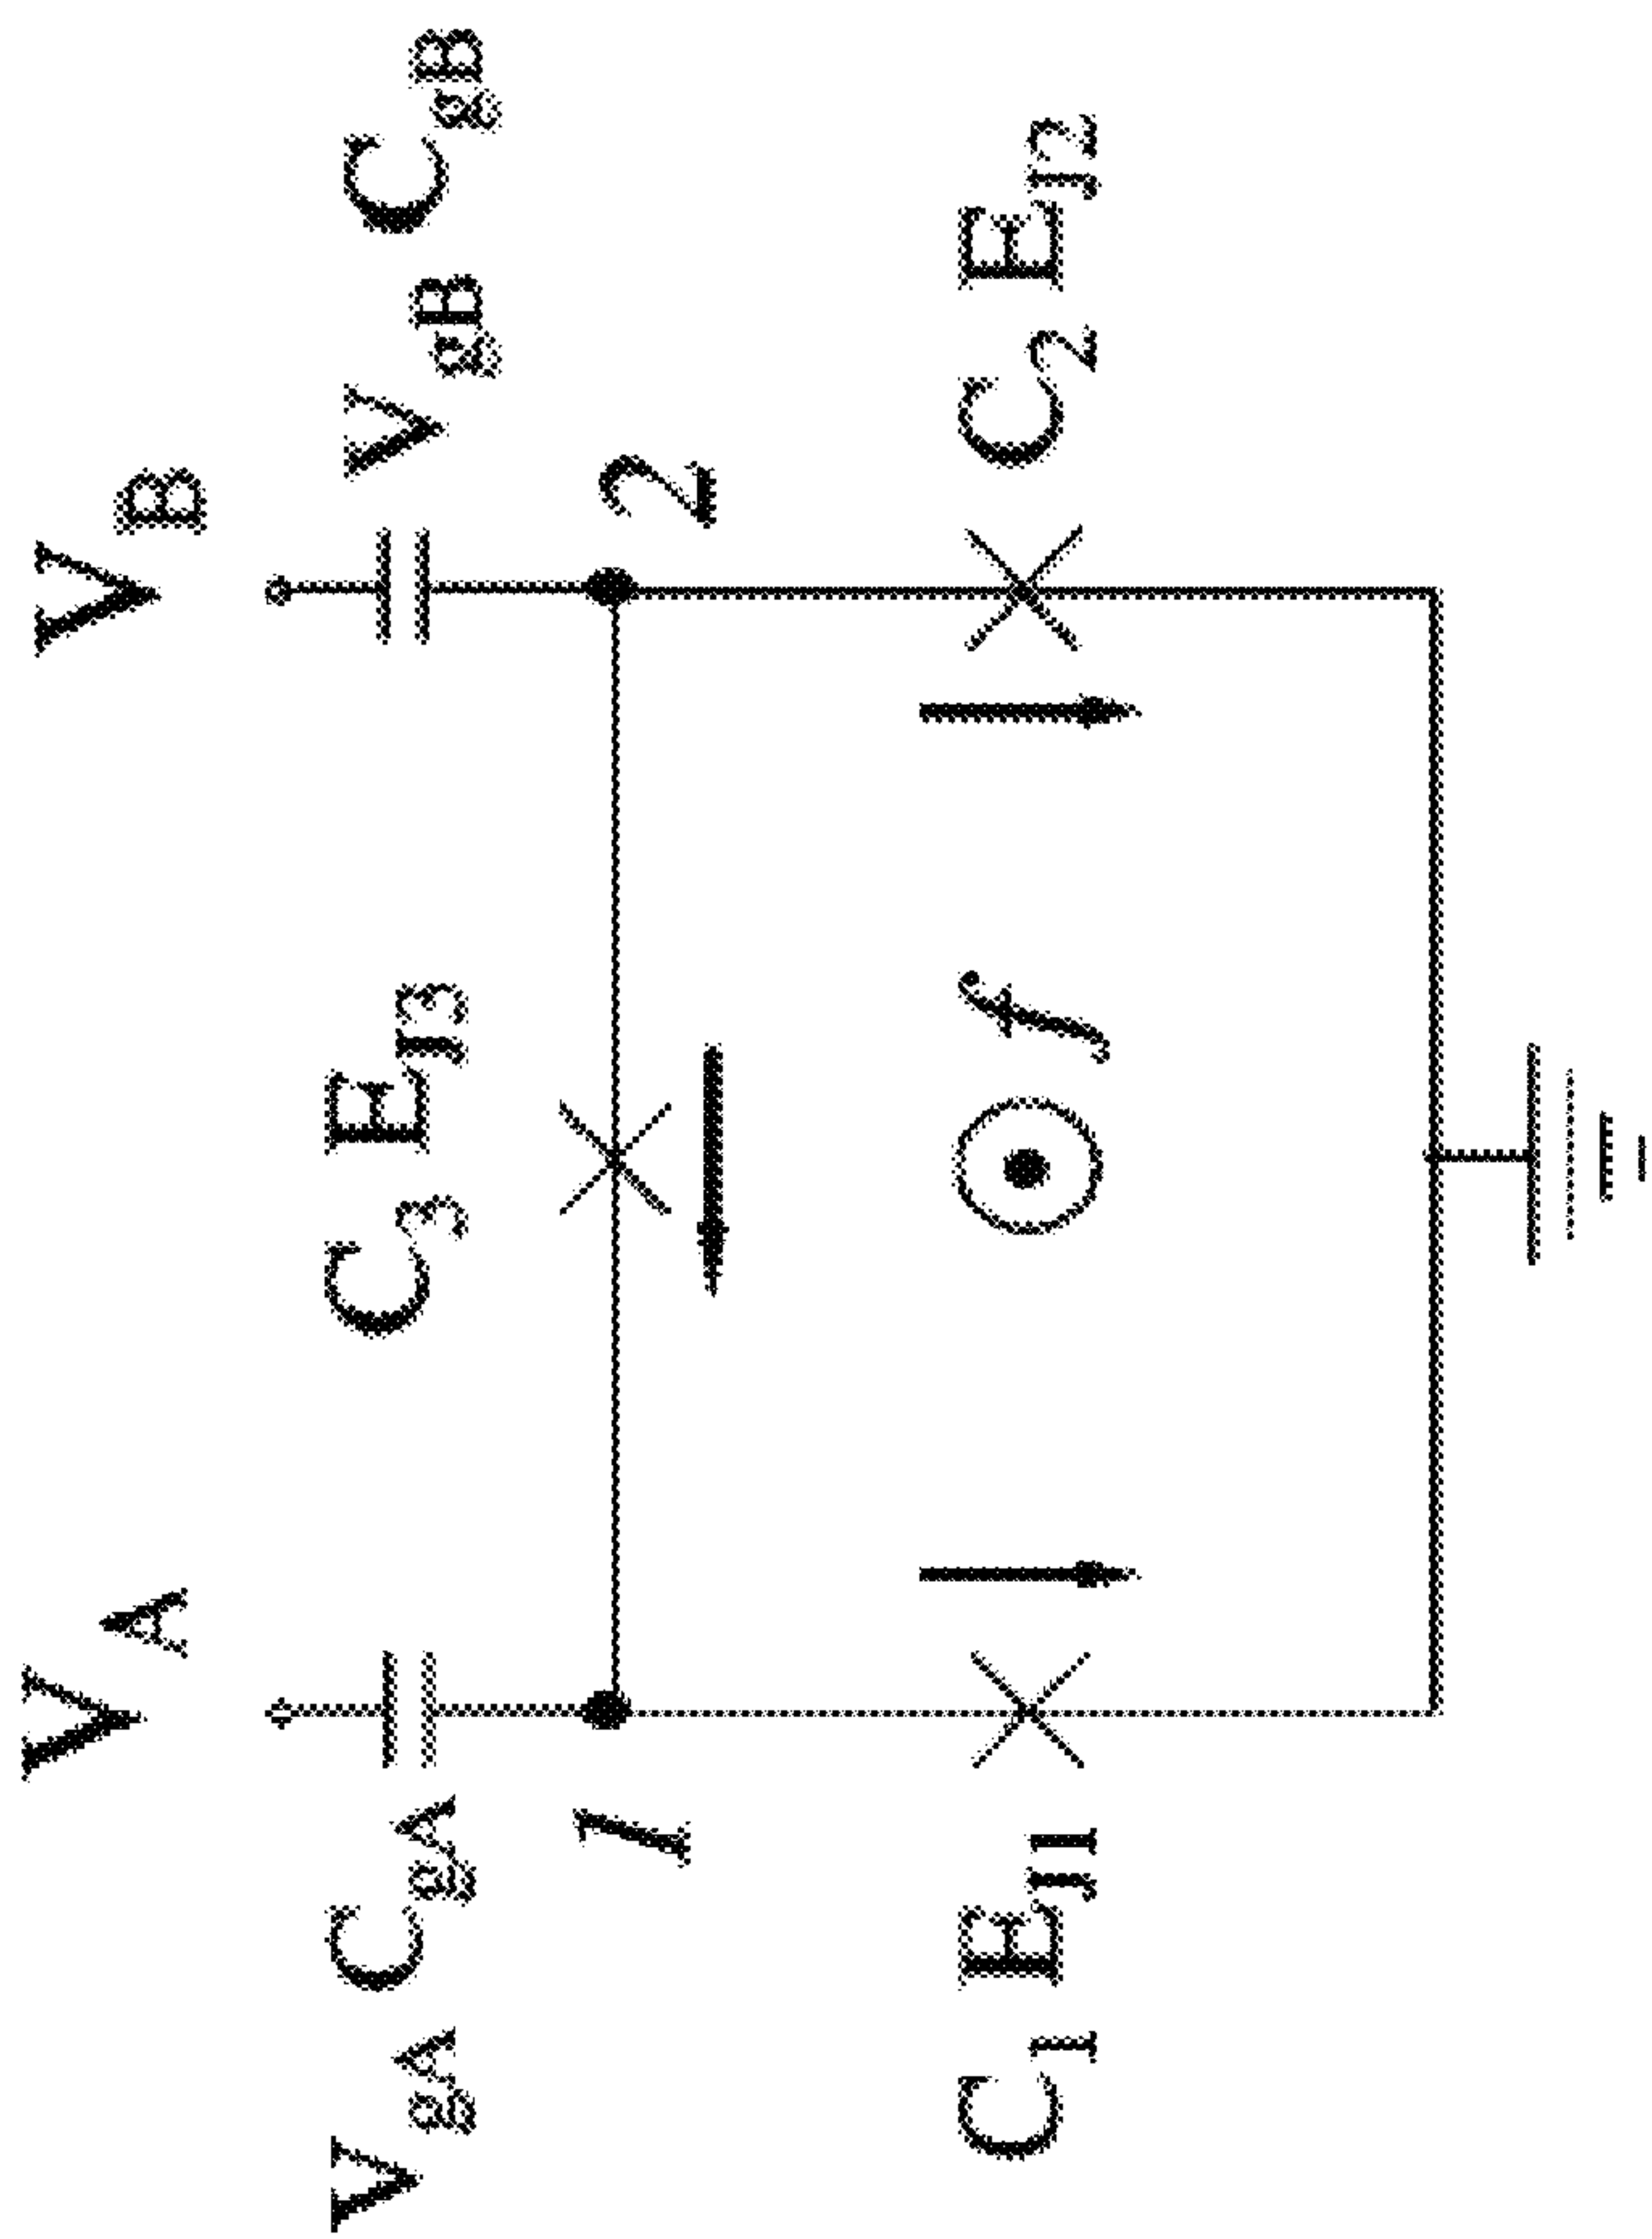 V_A
V_B
V_gA C_gA
C_3 E_J3
V_gB C_gB
1
2
C_1 E_J1
f
C_2 E_J2